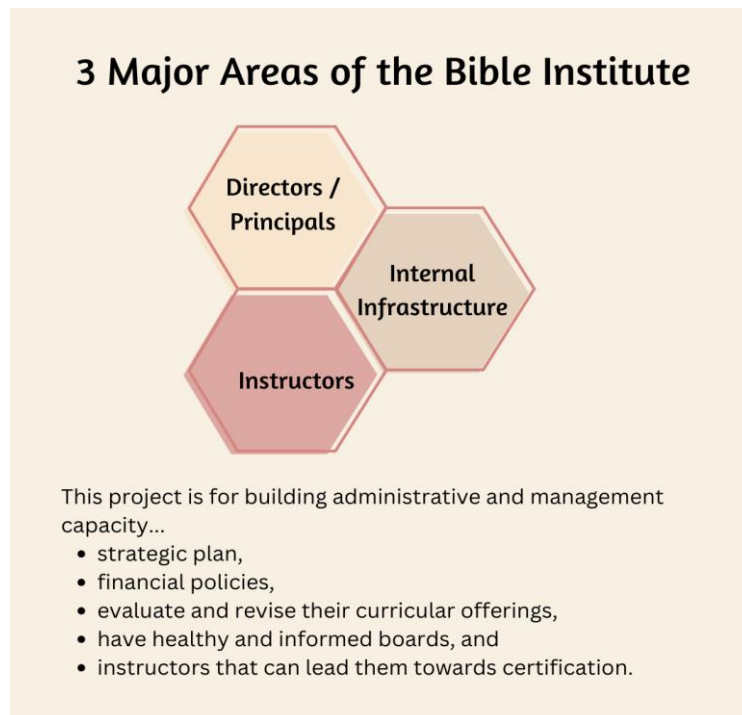 3 Major Areas of the Bible Institute
Directors /
Principals
Internal
Infrastructure
Instructors
This project is for building administrative and management
capacity...
• strategic plan,
• financial policies,
• evaluate and revise their curricular offerings,
• have healthy and informed boards, and
• instructors that can lead them towards certification.